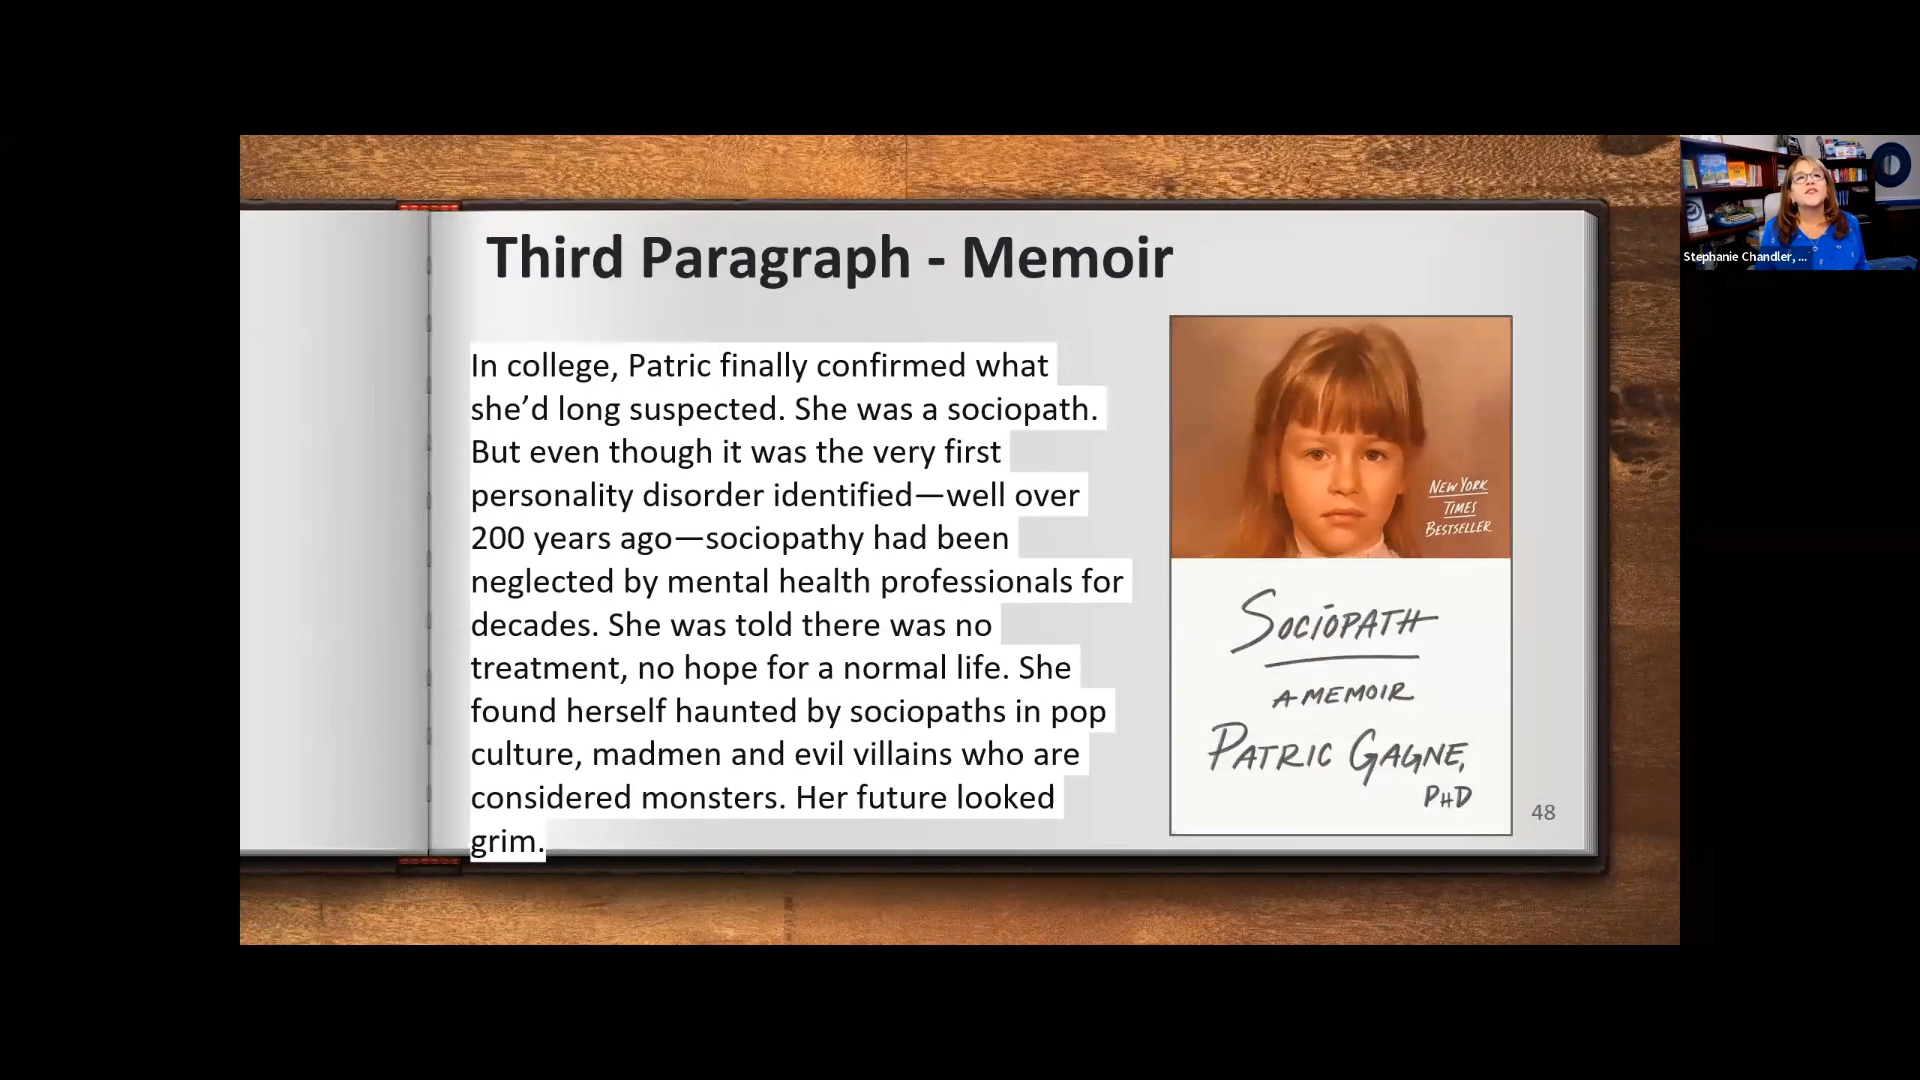 Third Paragraph - Memoir
In college, Patric finally confirmed what
she’d long suspected. She was a sociopath.
But even though it was the very first
personality disorder identified—well over
200 years ago—sociopathy had been
neglected by mental health professionals for
decades. She was told there was no
treatment, no hope for a normal life. She
found herself haunted by sociopaths in pop
culture, madmen and evil villains who are
considered monsters. Her future looked
grim.
NEW YORK
TIMES
BESTSELLER
SOCIOPATH
A MEMOIR
PATRIC GAGNE,
PHD
48
Stephanie Chandler, ...